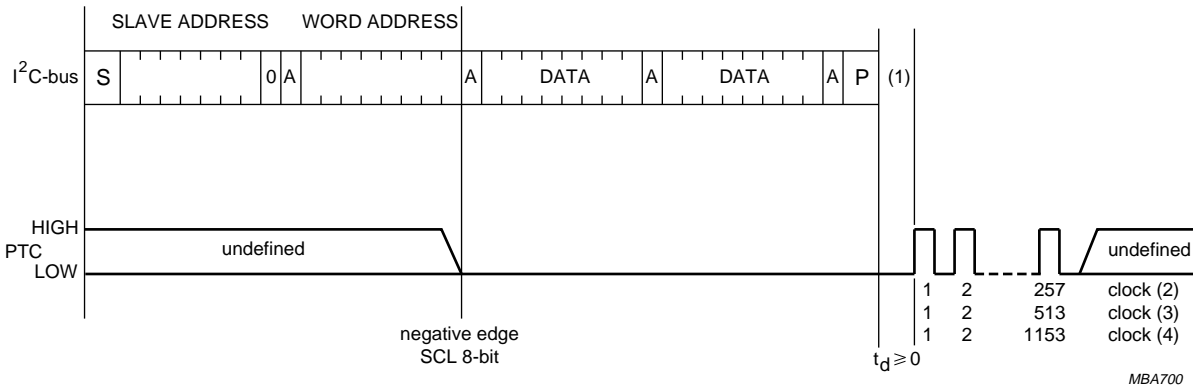 SLAVE ADDRESS WORD ADDRESS
I²C-bus S 0 A A DATA A DATA A P (1)
HIGH
PTC undefined undefined
LOW
1 2 257 clock (2)
1 2 513 clock (3)
1 2 1153 clock (4)
negative edge
SCL 8-bit
td ≥ 0
MBA700